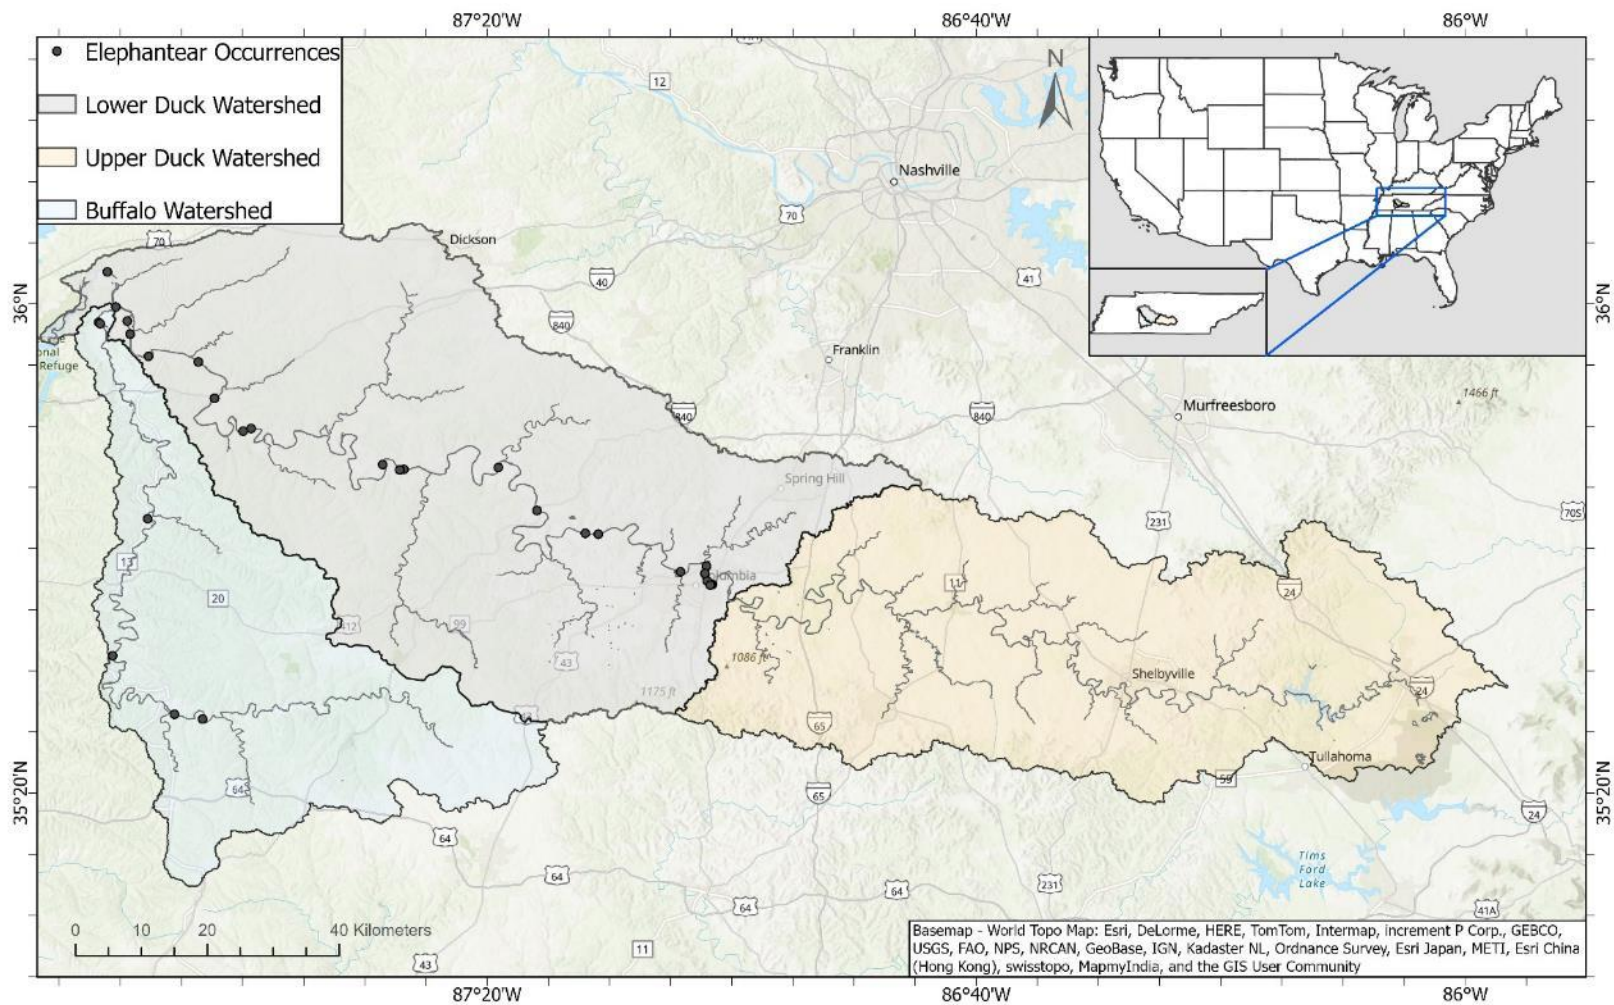 87°20'W
86°40'W
86°W
Elephantear Occurrences
Lower Duck Watershed
Upper Duck Watershed
Buffalo Watershed
N
12
Nashville
70
70
Dickson
40
41
36°N
36°N
840
Franklin
onal
Refuge
840
840
Murfreesboro
1466 ft
Spring Hill
231
70S
13
20
11
24
412
99
43
1086 ft
1175 ft
Shelbyville
24
65
Tullahoma
35°20'N
35°20'N
64
65
55
24
64
64
64
231
Tims
Ford
Lake
64
41A
0 10 20 40 Kilometers
11
43
Basemap - World Topo Map: Esri, DeLorme, HERE, TomTom, Intermap, increment P Corp., GEBCO,
USGS, FAO, NPS, NRCAN, GeoBase, IGN, Kadaster NL, Ordnance Survey, Esri Japan, METI, Esri China
(Hong Kong), swisstopo, MapmyIndia, and the GIS User Community
87°20'W
86°40'W
86°W